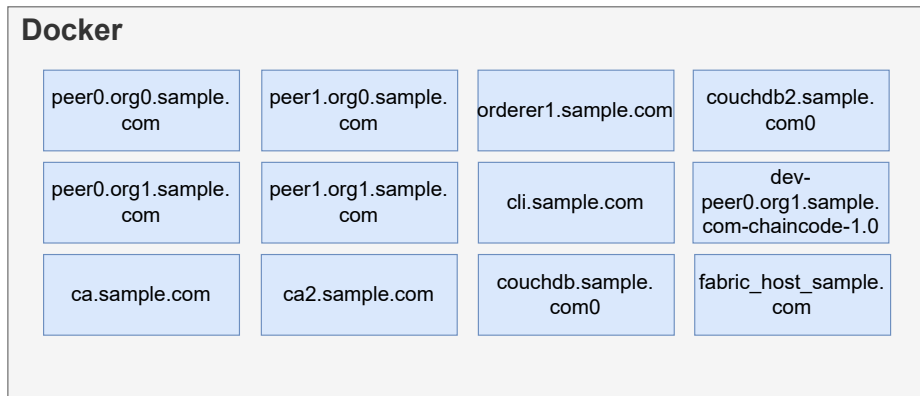 Docker
peer0.org0.sample.
com
peer1.org0.sample.
com
orderer1.sample.com
couchdb2.sample.
com0
peer0.org1.sample.
com
peer1.org1.sample.
com
cli.sample.com
dev-
peer0.org1.sample.
com-chaincode-1.0
ca.sample.com
ca2.sample.com
couchdb.sample.
com0
fabric_host_sample.
com